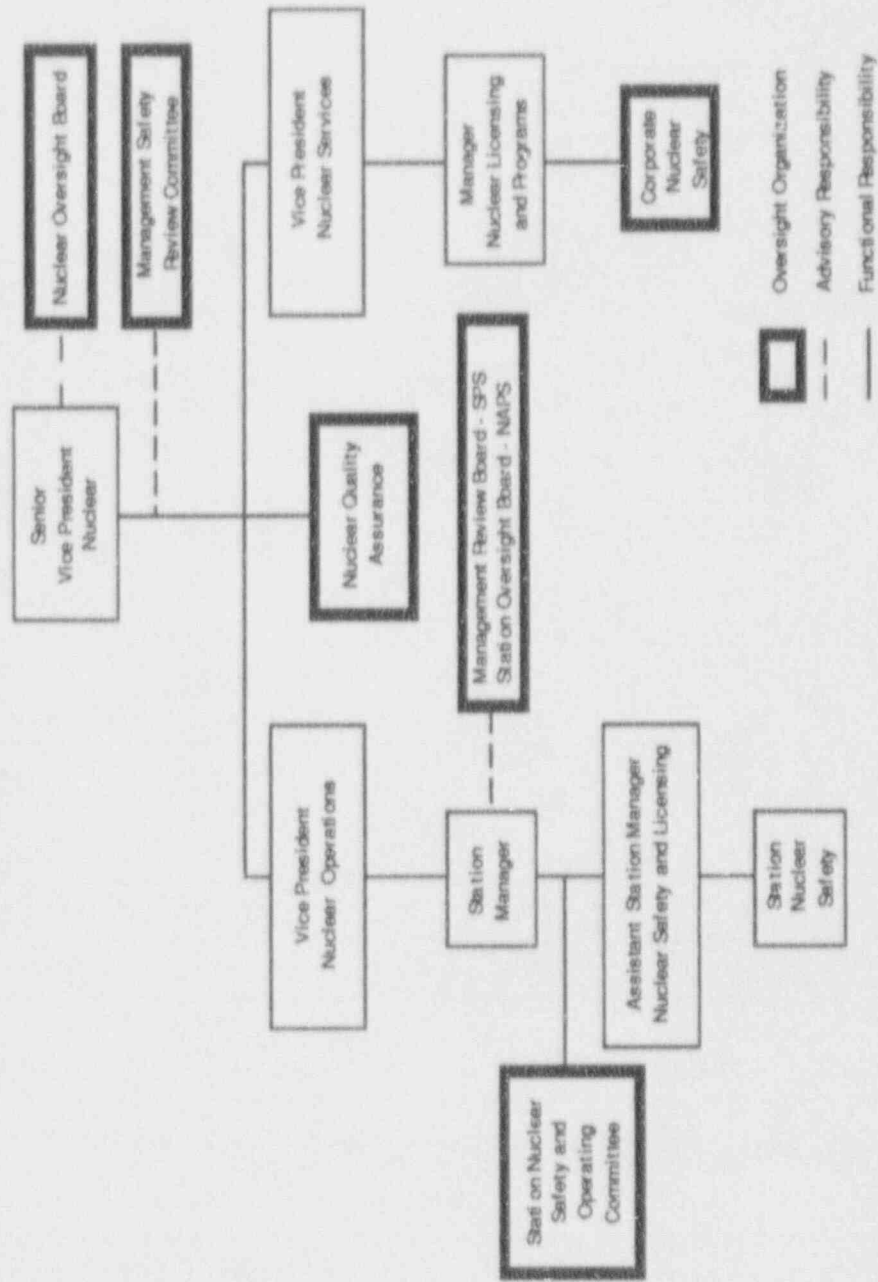 Senior
Vice President
Nuclear
Nuclear Oversight Board
Management Safety
Review Committee
Vice President
Nuclear Operations
Nuclear Quality
Assurance
Vice President
Nuclear Services
Station
Manager
Management Review Board - SPS
Station Oversight Board - NAPS
Manager
Nuclear Licensing
and Programs
Station Nuclear
Safety and
Operating
Committee
Assistant Station Manager
Nuclear Safety and Licensing
Corporate
Nuclear
Safety
Station
Nuclear
Safety
Oversight Organization
Advisory Responsibility
Functional Responsibility